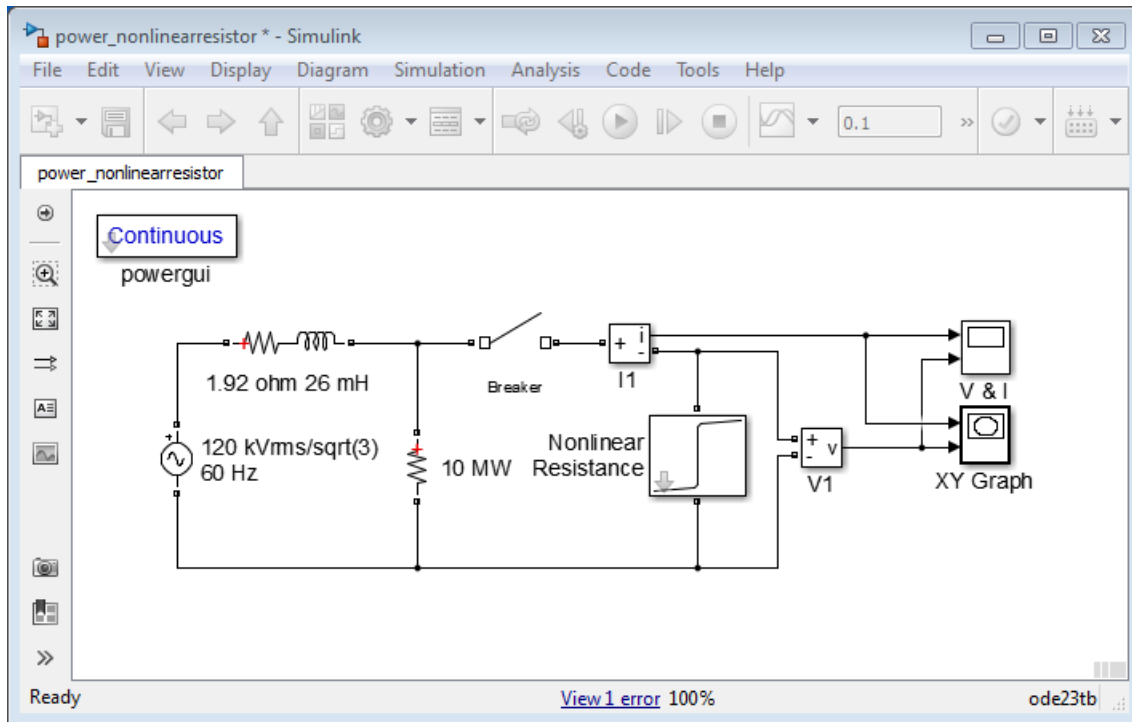 power_nonlinearresistor * - Simulink
File Edit View Display Diagram Simulation Analysis Code Tools Help
0.1
power_nonlinearresistor
Continuous
powergui
1.92 ohm 26 mH
Breaker
+ i -
I1
V & I
120 kVrms/sqrt(3)
60 Hz
10 MW
Nonlinear
Resistance
+ - v
V1
XY Graph
Ready View 1 error 100% ode23tb